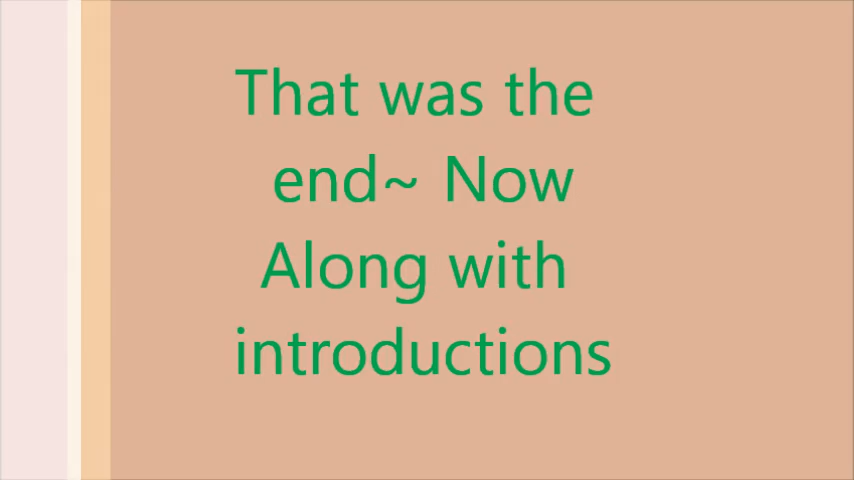 That was the
end~ Now
Along with
introductions